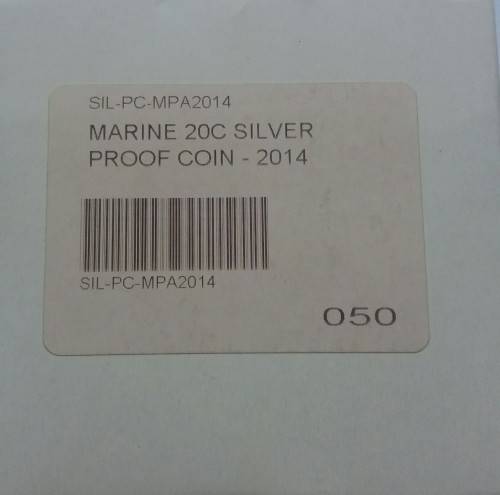 SIL-PC-MPA2014
MARINE 20C SILVER
PROOF COIN - 2014
SIL-PC-MPA2014
050